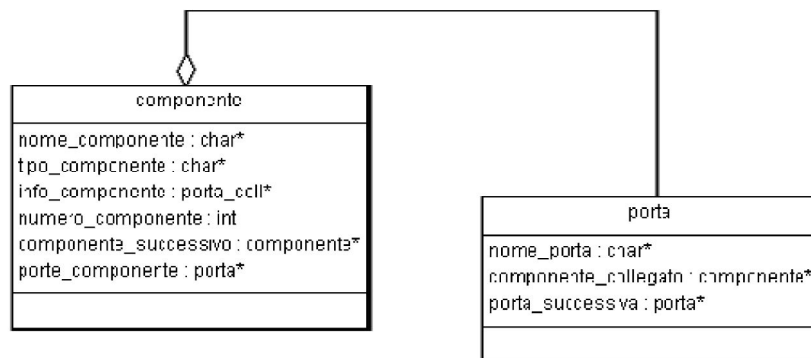 componente
nome_componente : char*
tipo_componente : char*
info_componente : porta_coll*
numero_componente : int
componente_successivo : componente*
porte_componente : porta*
porta
nome_porta : char*
componente_collegato : componente*
porta_successiva : porta*